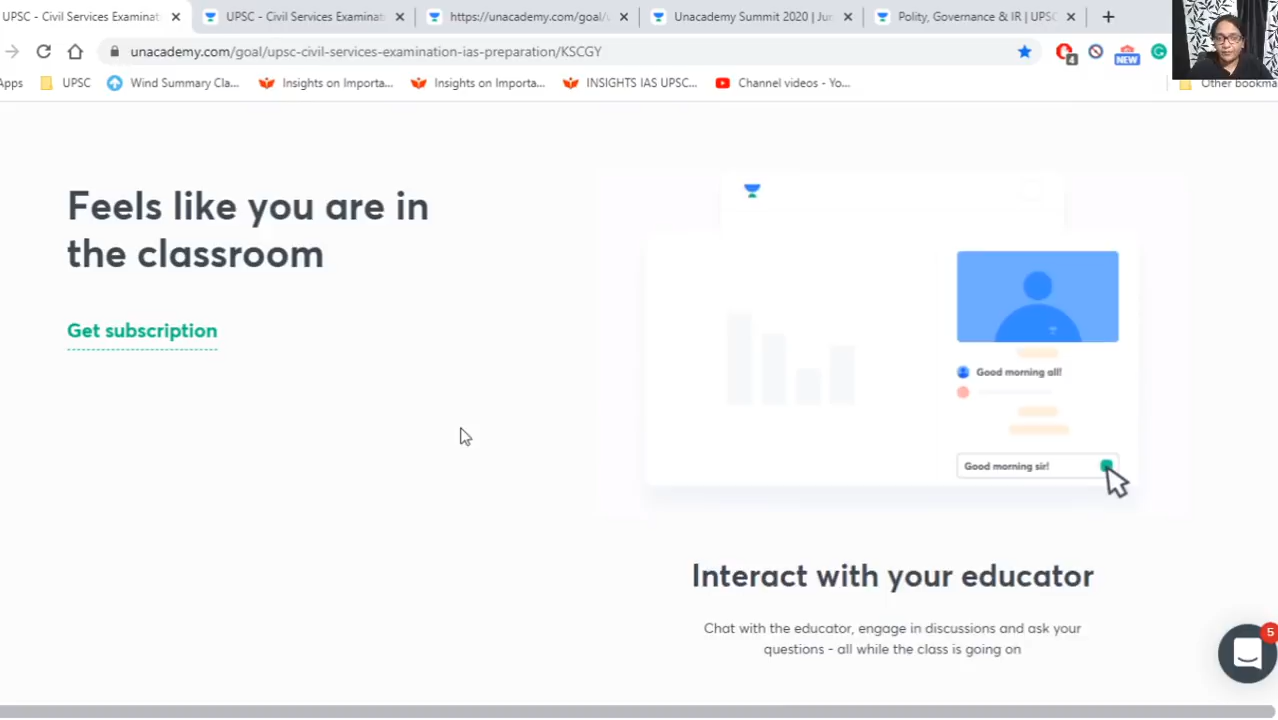 UPSC - Civil Services Examinat
UPSC - Civil Services Examinat
https://unacademy.com/goal/
Unacademy Summit 2020 | Ju
Polity, Governance & IR | UPSC
unacademy.com/goal/upsc-civil-services-examination-ias-preparation/KSCGY
4
NEW
Apps
UPSC
Wind Summary Cla...
Insights on Importa...
Insights on Importa...
INSIGHTS IAS UPSC...
Channel videos - Yo...
Other bookma
Feels like you are in
the classroom
Get subscription
Good morning all!
Good morning sir!
Interact with your educator
Chat with the educator, engage in discussions and ask your
questions - all while the class is going on
5